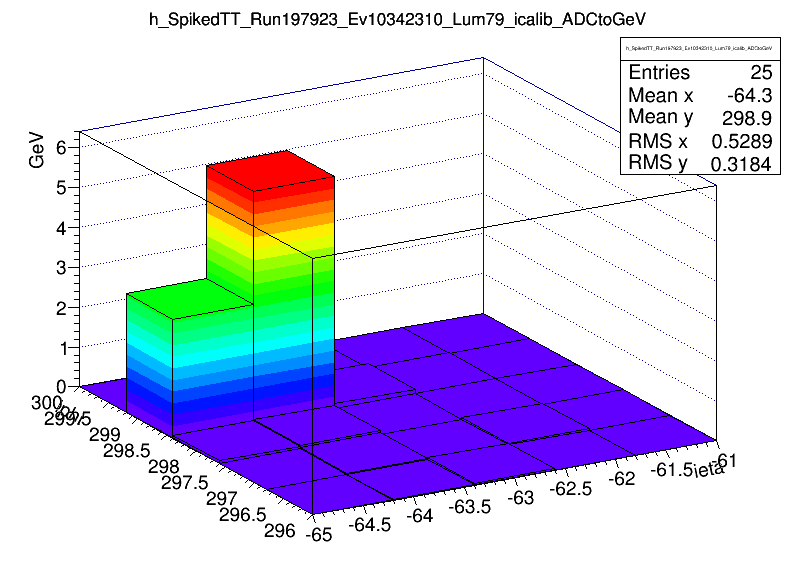 h_SpikedTT_Run197923_Ev10342310_Lum79_icalib_ADCtoGeV
h_SpikedTT_Run197923_Ev10342310_Lum79_icalib_ADCtoGeV
Entries 25
Mean x -64.3
Mean y 298.9
RMS x 0.5289
RMS y 0.3184
GeV
6
5
4
3
2
1
0
300
299.5
299
298.5
298
297.5
297
296.5
296
-65
-64.5
-64
-63.5
-63
-62.5
-62
-61.5
-61
ieta